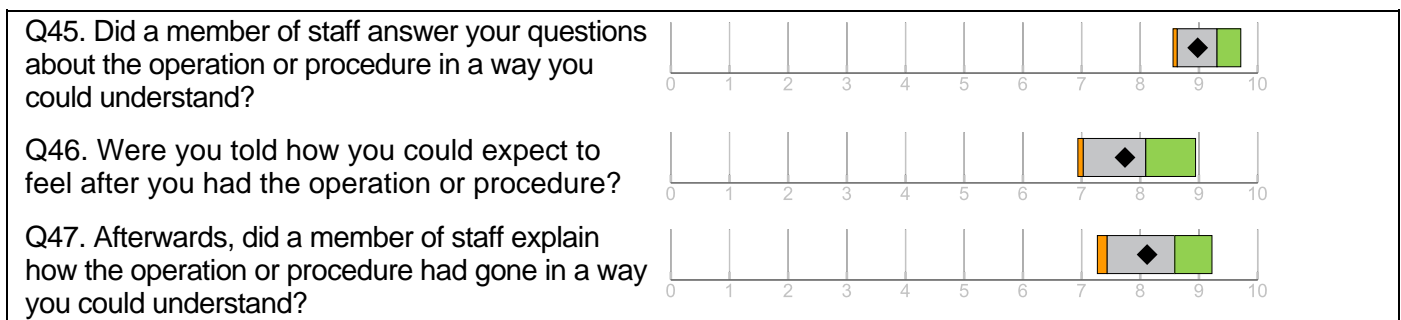 Q45. Did a member of staff answer your questions
about the operation or procedure in a way you
could understand?
0 1 2 3 4 5 6 7 8 9 10
Q46. Were you told how you could expect to
feel after you had the operation or procedure?
0 1 2 3 4 5 6 7 8 9 10
Q47. Afterwards, did a member of staff explain
how the operation or procedure had gone in a way
you could understand?
0 1 2 3 4 5 6 7 8 9 10